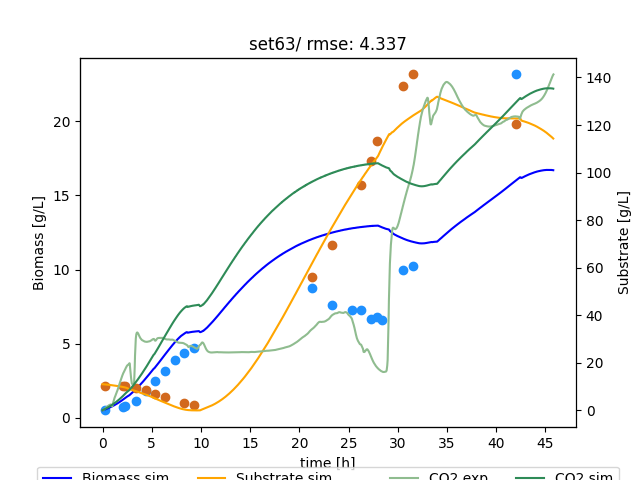 set63/ rmse: 4.337
Biomass [g/L]
20
15
10
5
0
140
120
100
80
60
40
20
0
Substrate [g/L]
0 5 10 15 20 25 30 35 40 45
time [h]
Biomass sim Substrate sim CO2 exp CO2 sim